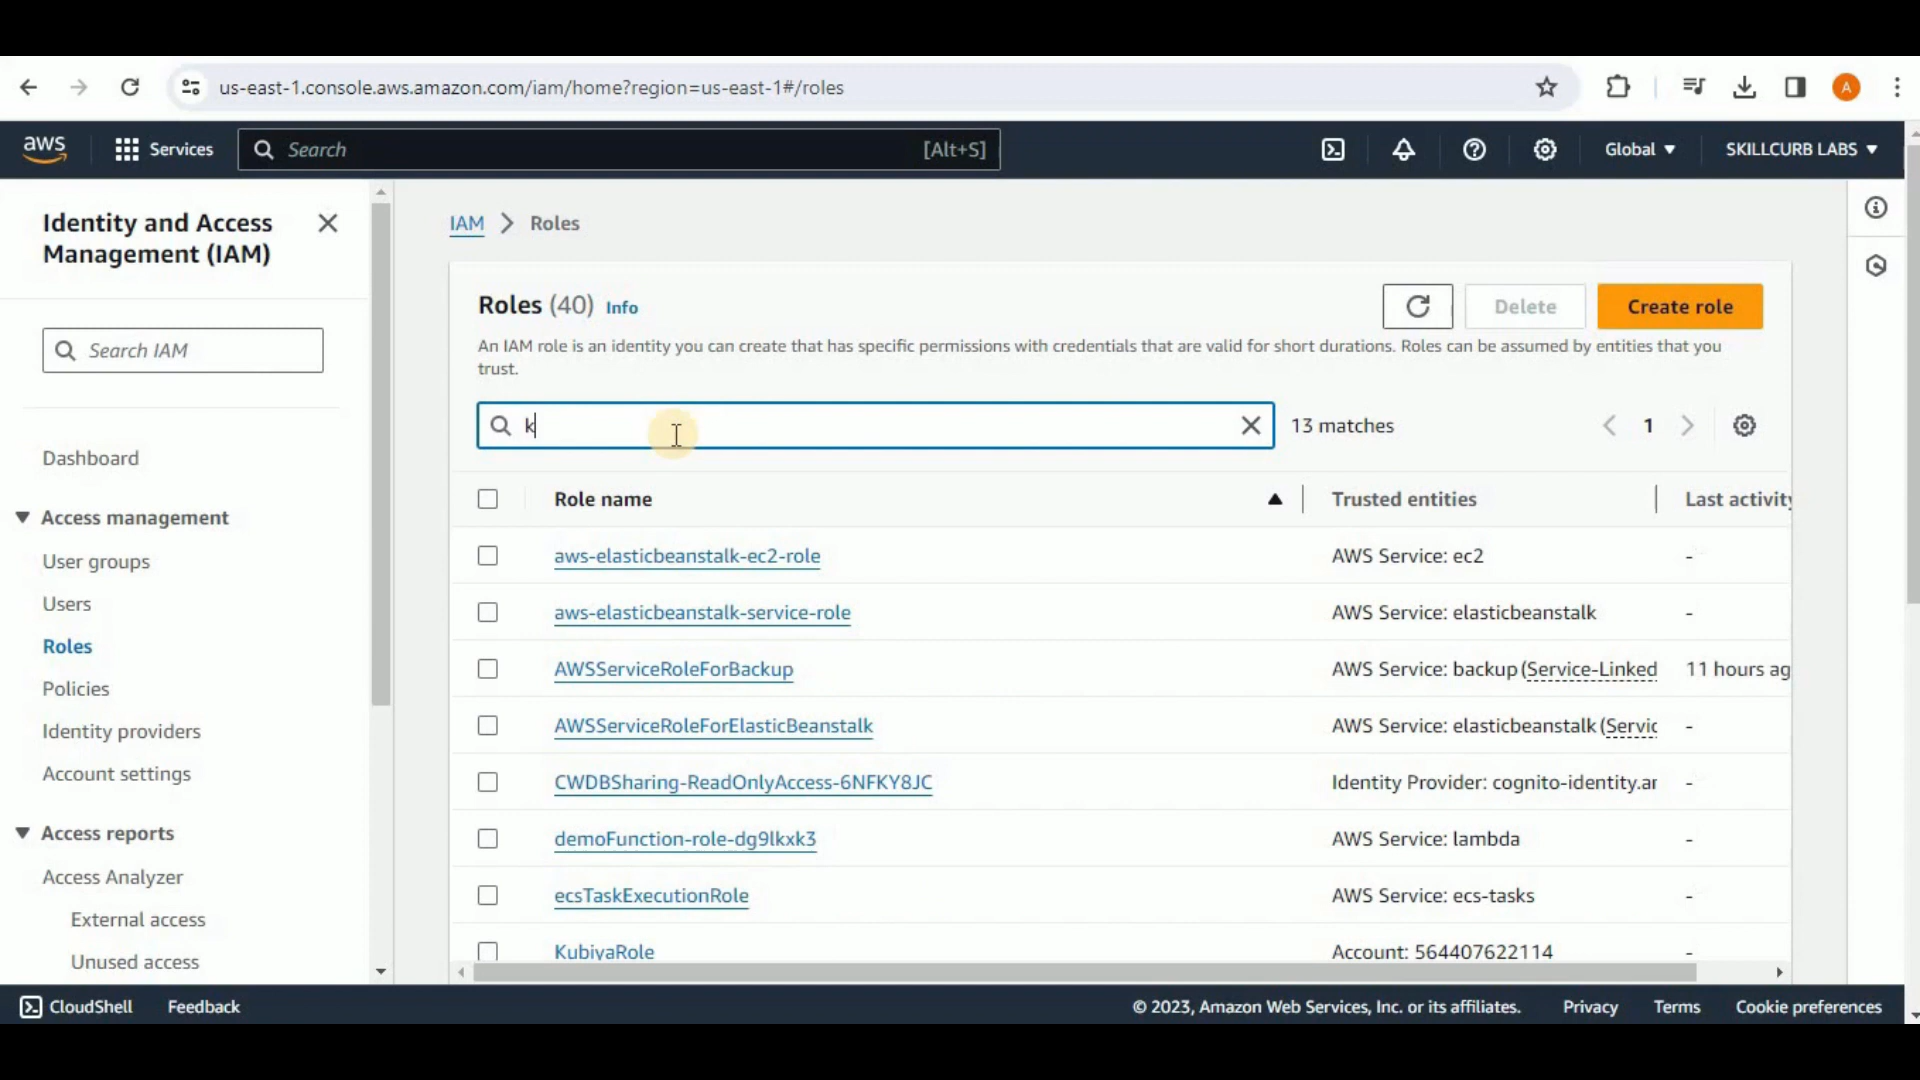 us-east-1.console.aws.amazon.com/iam/home?region=us-east-1#/roles
A
aws
Services
Search
[Alt+S]
Global
SKILLCURB LABS
Identity and Access
Management (IAM)
Search IAM
Dashboard
Access management
User groups
Users
Roles
Policies
Identity providers
Account settings
Access reports
Access Analyzer
External access
Unused access
IAM > Roles
Roles (40) Info
Delete
Create role
An IAM role is an identity you can create that has specific permissions with credentials that are valid for short durations. Roles can be assumed by entities that you
trust.
k
13 matches
1
Role name Trusted entities Last activity
aws-elasticbeanstalk-ec2-role AWS Service: ec2 -
aws-elasticbeanstalk-service-role AWS Service: elasticbeanstalk -
AWSServiceRoleForBackup AWS Service: backup (Service-Linked 11 hours ag
AWSServiceRoleForElasticBeanstalk AWS Service: elasticbeanstalk (Servic -
CWDBSharing-ReadOnlyAccess-6NFKY8JC Identity Provider: cognito-identity.ar -
demoFunction-role-dg9lkxk3 AWS Service: lambda -
ecsTaskExecutionRole AWS Service: ecs-tasks -
KubiyaRole Account: 564407622114 -
CloudShell
Feedback
© 2023, Amazon Web Services, Inc. or its affiliates.
Privacy
Terms
Cookie preferences